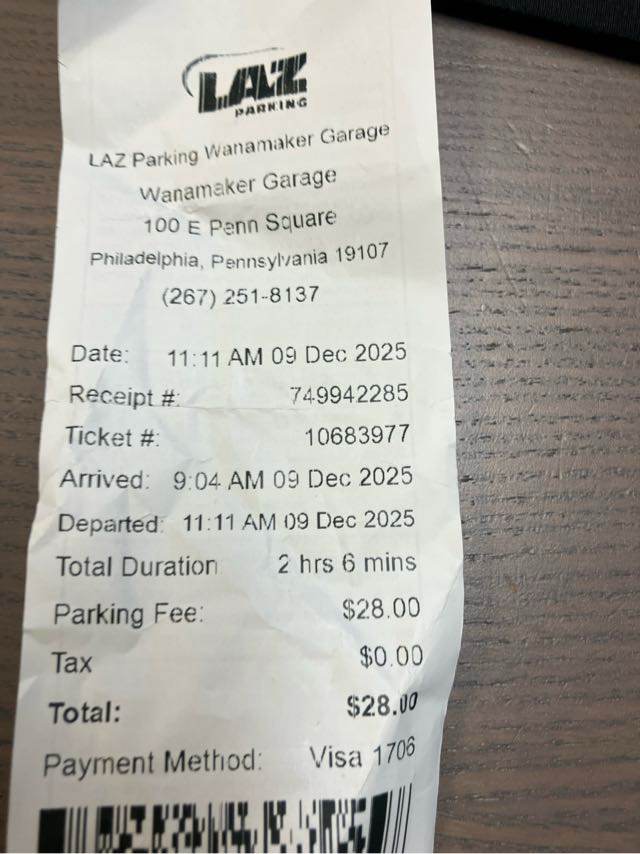 LAZ
PARKING
LAZ Parking Wanamaker Garage
Wanamaker Garage
100 E Penn Square
Philadelphia, Pennsylvania 19107
(267) 251-8137
Date: 11:11 AM 09 Dec 2025
Receipt #: 749942285
Ticket #: 10683977
Arrived: 9:04 AM 09 Dec 2025
Departed: 11:11 AM 09 Dec 2025
Total Duration 2 hrs 6 mins
Parking Fee: $28.00
Tax $0.00
Total: $28.00
Payment Method: Visa 1706